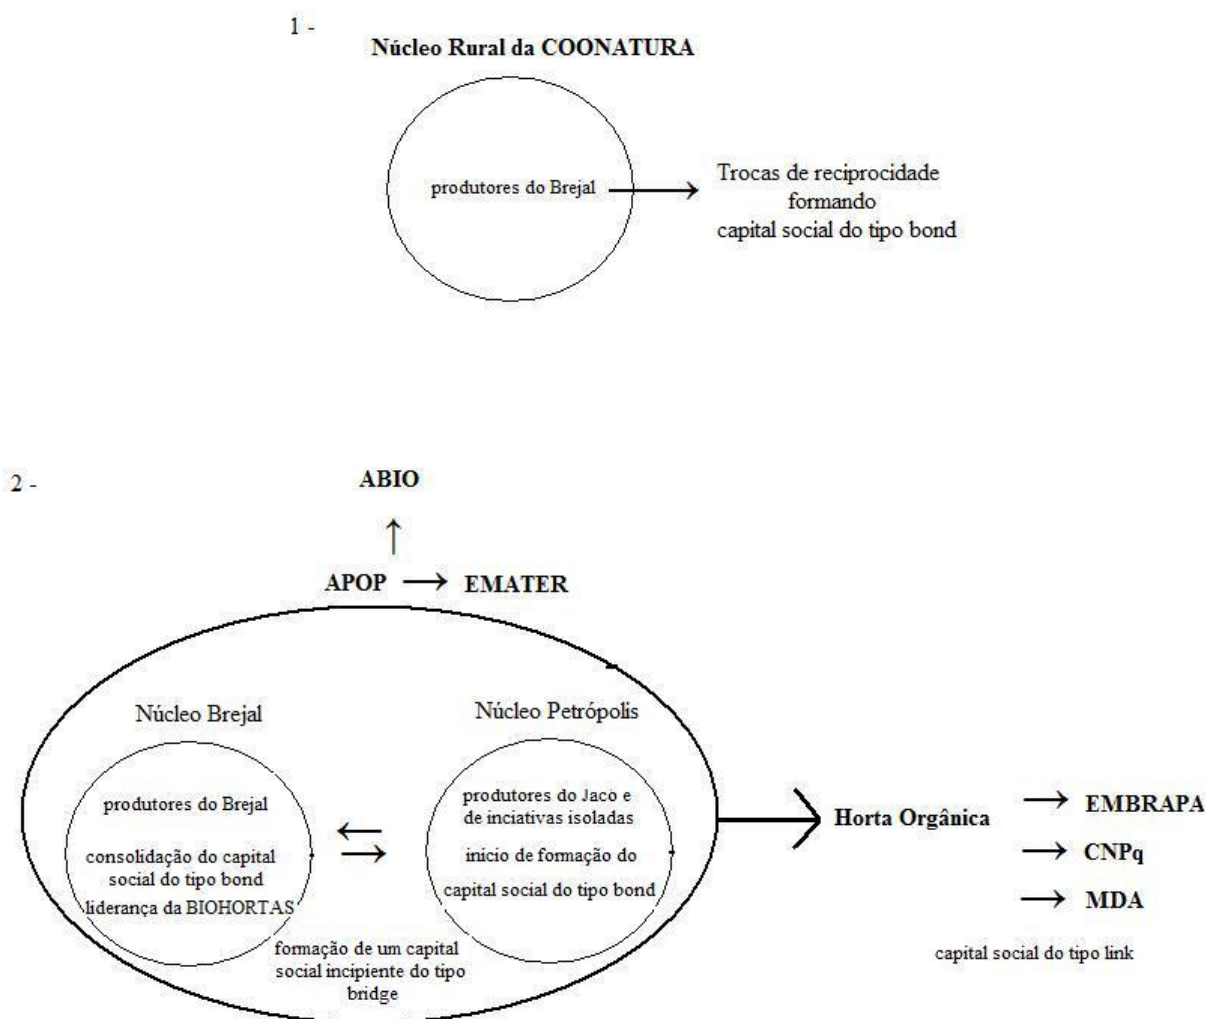 1 -
Núcleo Rural da COONATURA
produtores do Brejal
Trocas de reciprocidade
formando
capital social do tipo bond
2 -
ABIO
↑
APOP → EMATER
Núcleo Brejal
produtores do Brejal
consolidação do capital
social do tipo bond
liderança da BIOHORTAS
Núcleo Petrópolis
produtores do Jacó e
de inciativas isoladas
inicio de formação do
capital social do tipo bond
formação de um capital
social incipiente do tipo
bridge
Horta Orgânica
→ EMBRAPA
→ CNPq
→ MDA
capital social do tipo link